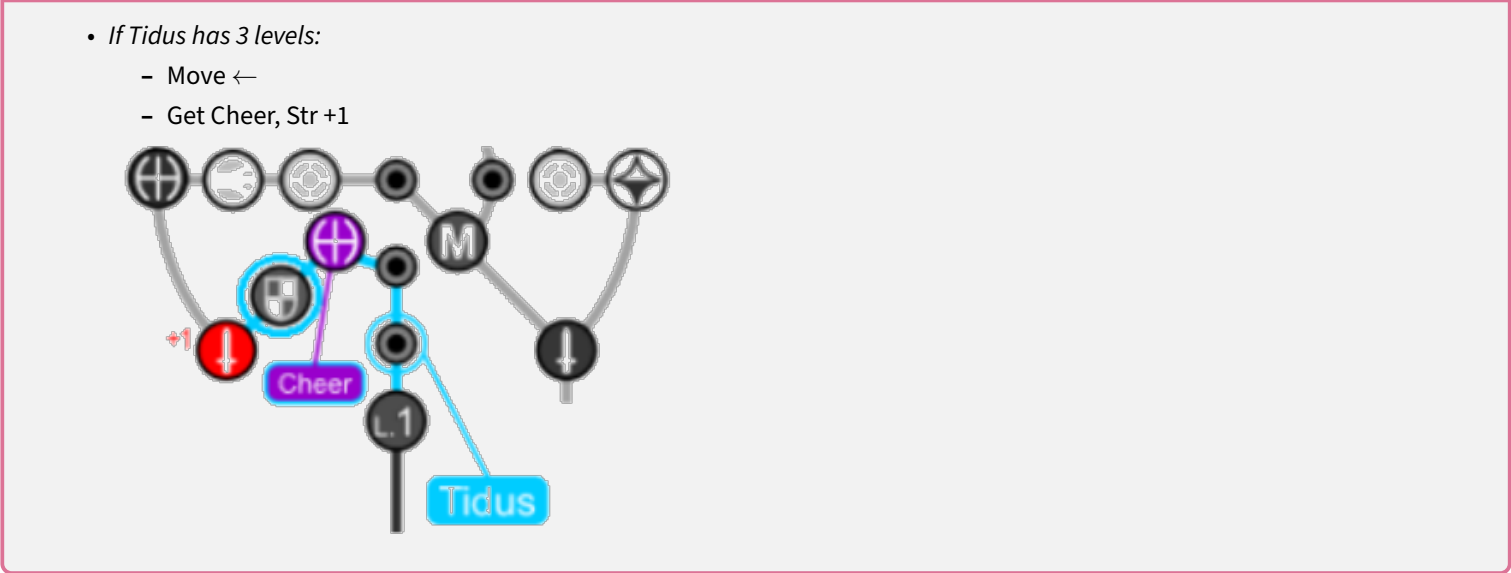 • If Tidus has 3 levels:
– Move ←
– Get Cheer, Str +1
M
+1
Cheer
L.1
Tidus